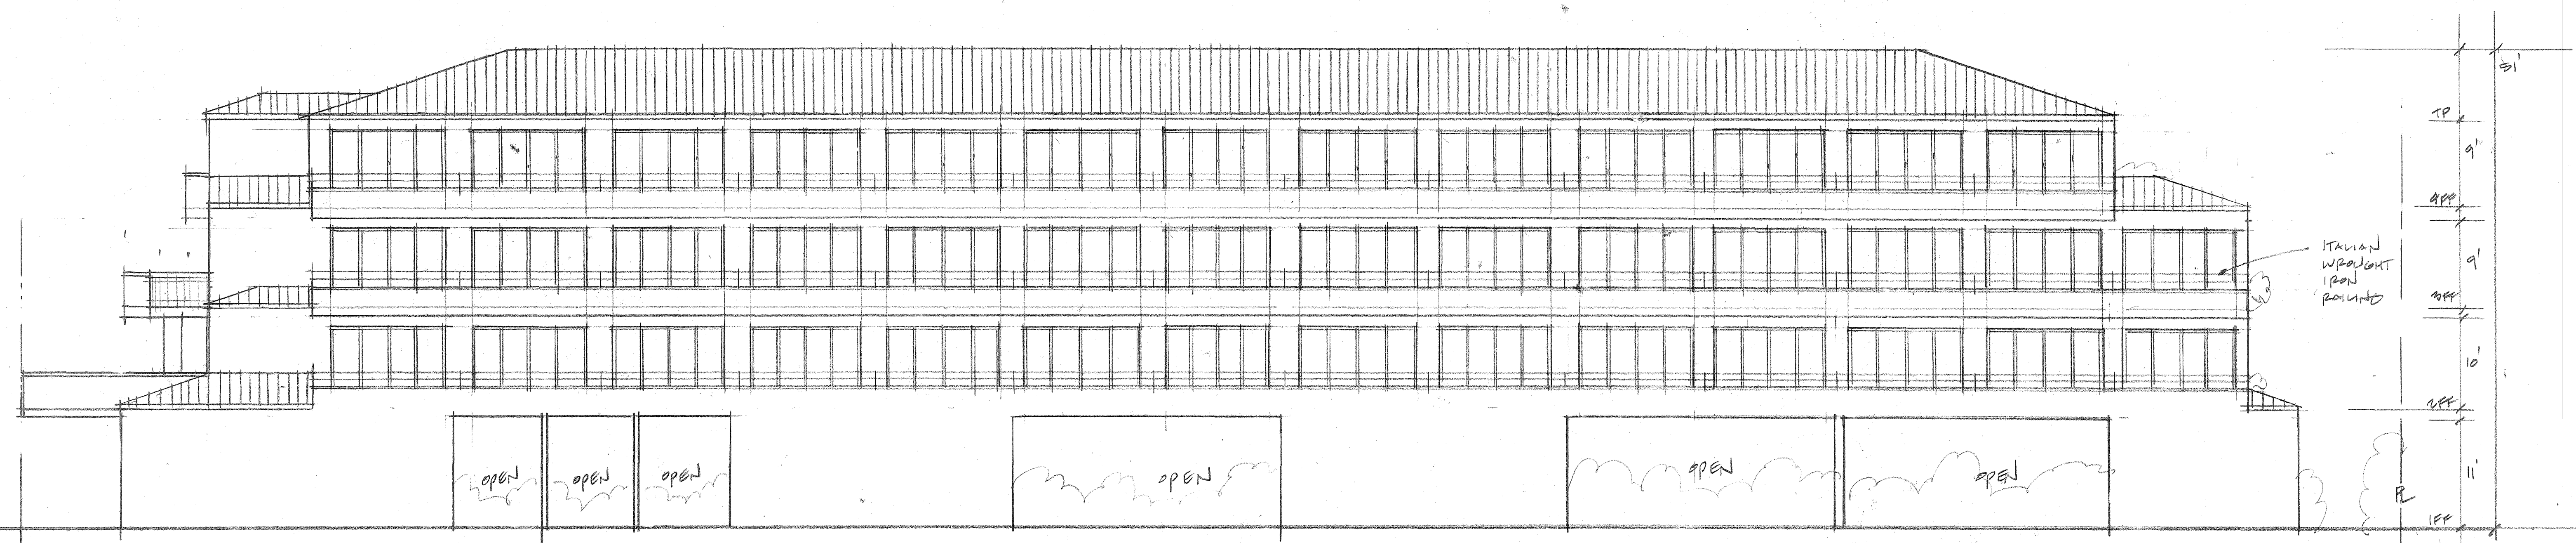 51'
TP
9'
4FF
ITALIAN
WROUGHT
IRON
RAILING
9'
3FF
10'
2FF
OPEN
OPEN
OPEN
OPEN
OPEN
OPEN
11'
PL
1FF